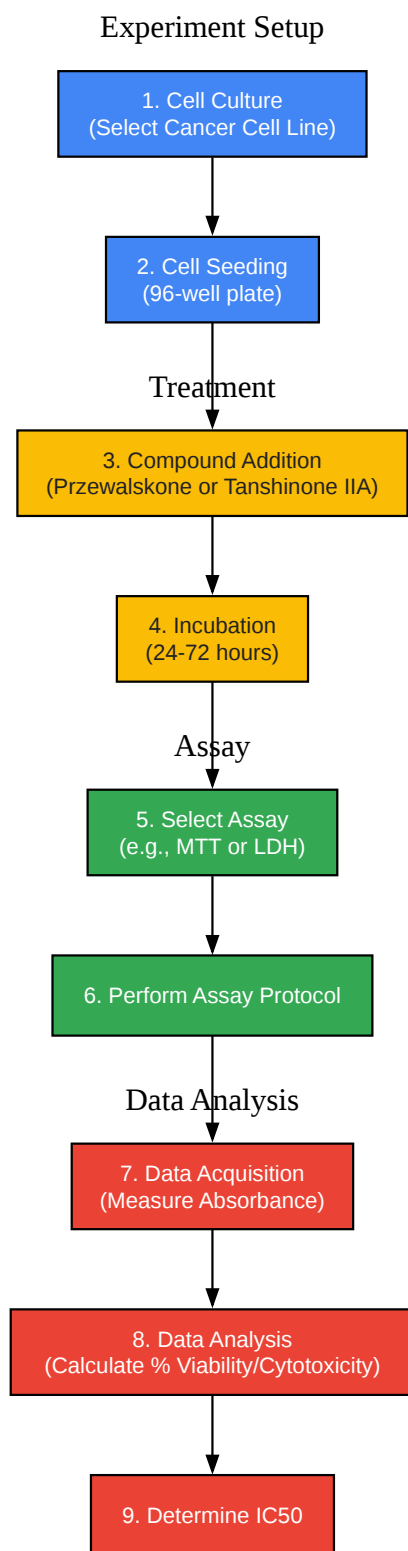 Experiment Setup
1. Cell Culture
(Select Cancer Cell Line)
2. Cell Seeding
(96-well plate)
Treatment
3. Compound Addition
(Przewalskone or Tanshinone IIA)
4. Incubation
(24-72 hours)
Assay
5. Select Assay
(e.g., MTT or LDH)
6. Perform Assay Protocol
Data Analysis
7. Data Acquisition
(Measure Absorbance)
8. Data Analysis
(Calculate % Viability/Cytotoxicity)
9. Determine IC50